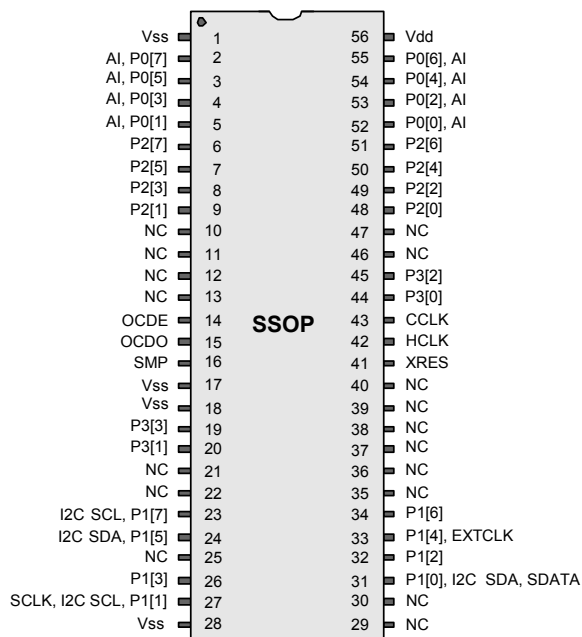 Vss 1 56 Vdd
AI, P0[7] 2 55 P0[6], AI
AI, P0[5] 3 54 P0[4], AI
AI, P0[3] 4 53 P0[2], AI
AI, P0[1] 5 52 P0[0], AI
P2[7] 6 51 P2[6]
P2[5] 7 50 P2[4]
P2[3] 8 49 P2[2]
P2[1] 9 48 P2[0]
NC 10 47 NC
NC 11 46 NC
NC 12 45 P3[2]
NC 13 44 P3[0]
OCDE 14 SSOP 43 CCLK
OCDO 15 42 HCLK
SMP 16 41 XRES
Vss 17 40 NC
Vss 18 39 NC
P3[3] 19 38 NC
P3[1] 20 37 NC
NC 21 36 NC
NC 22 35 NC
I2C SCL, P1[7] 23 34 P1[6]
I2C SDA, P1[5] 24 33 P1[4], EXTCLK
NC 25 32 P1[2]
P1[3] 26 31 P1[0], I2C SDA, SDATA
SCLK, I2C SCL, P1[1] 27 30 NC
Vss 28 29 NC